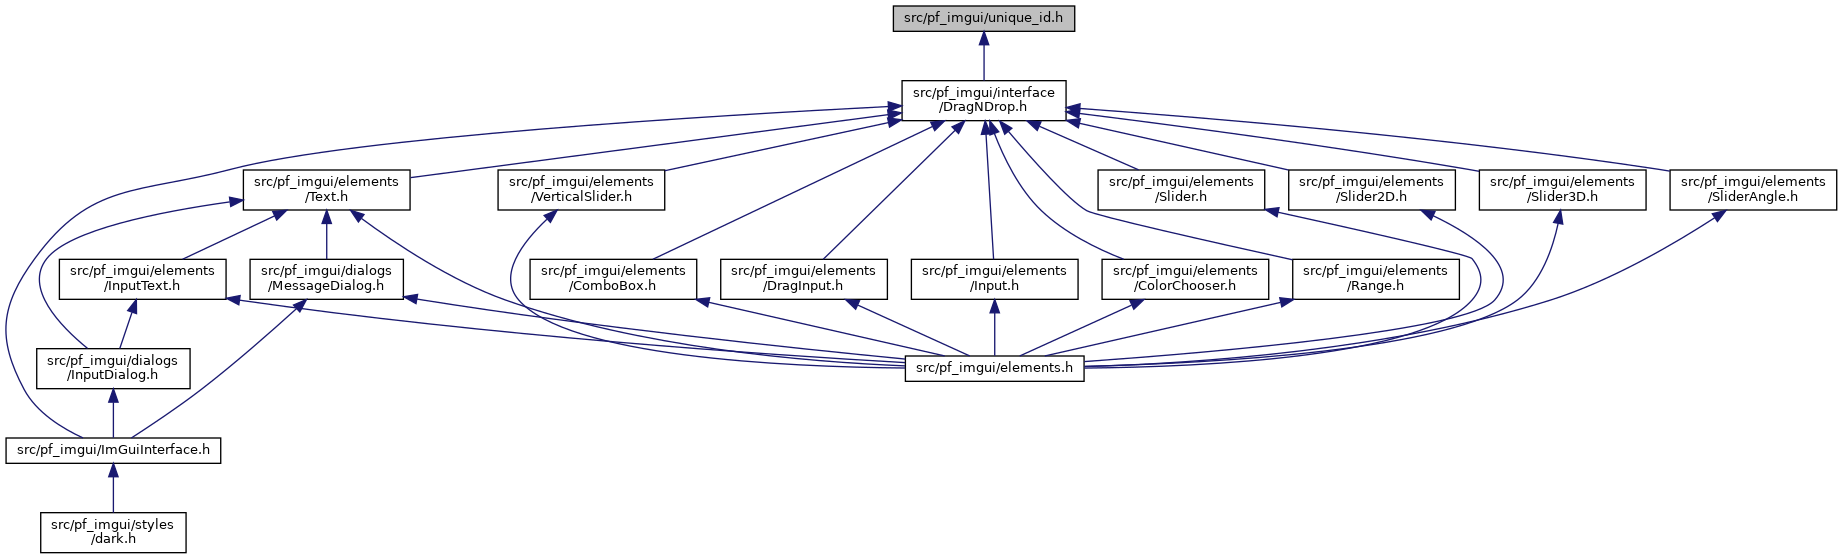 src/pf_imgui/unique_id.h
src/pf_imgui/interface
/DragNDrop.h
src/pf_imgui/elements
/Text.h
src/pf_imgui/elements
/VerticalSlider.h
src/pf_imgui/elements
/Slider.h
src/pf_imgui/elements
/Slider2D.h
src/pf_imgui/elements
/Slider3D.h
src/pf_imgui/elements
/SliderAngle.h
src/pf_imgui/elements
/InputText.h
src/pf_imgui/dialogs
/MessageDialog.h
src/pf_imgui/elements
/ComboBox.h
src/pf_imgui/elements
/DragInput.h
src/pf_imgui/elements
/Input.h
src/pf_imgui/elements
/ColorChooser.h
src/pf_imgui/elements
/Range.h
src/pf_imgui/dialogs
/InputDialog.h
src/pf_imgui/elements.h
src/pf_imgui/ImGuiInterface.h
src/pf_imgui/styles
/dark.h